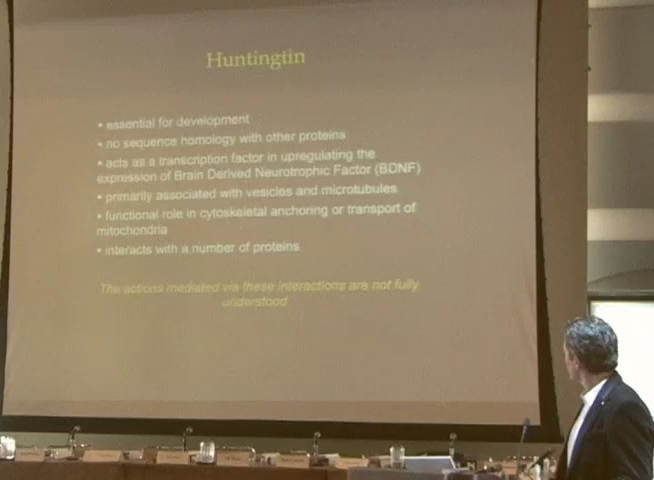 Huntingtin
• essential for development
• no sequence homology with other proteins
• acts as a transcription factor in upregulating the
expression of Brain Derived Neurotrophic Factor (BDNF)
• primarily associated with vesicles and microtubules.
• functional role in cytoskeletal anchoring or transport of
mitochondria
• interacts with a number of proteins
The actions mediated via these interactions are not fully
understood